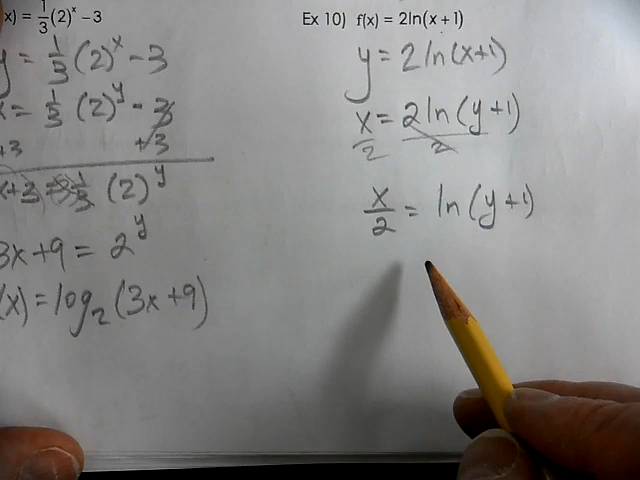 x) = 1/3(2)^x - 3
y = 1/3 (2)^x - 3
x = 1/3 (2)^y - 3
+3 +3
x+3 = 1/3 (2)^y
3x+9 = 2^y
(x) = log₂(3x+9)
Ex 10) f(x) = 2ln(x+1)
y = 2ln(x+1)
x/2 = 2ln(y+1)/2
x/2 = ln(y+1)